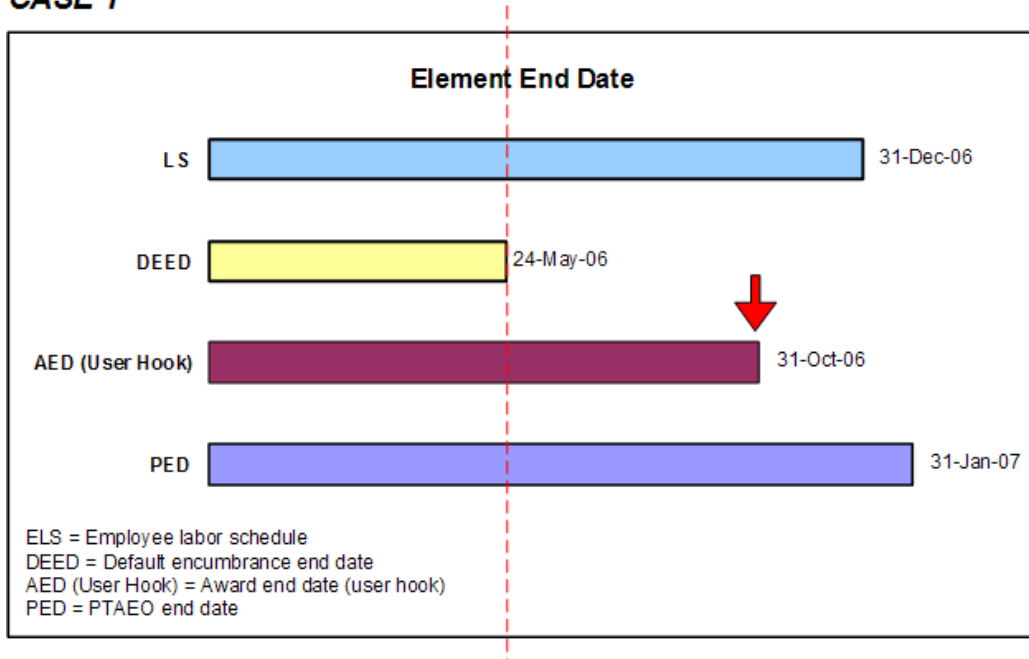 CASE 1
Element End Date
LS
31-Dec-06
DEED
24-May-06
AED (User Hook)
31-Oct-06
PED
31-Jan-07
ELS = Employee labor schedule
DEED = Default encumbrance end date
AED (User Hook) = Award end date (user hook)
PED = PTAEO end date